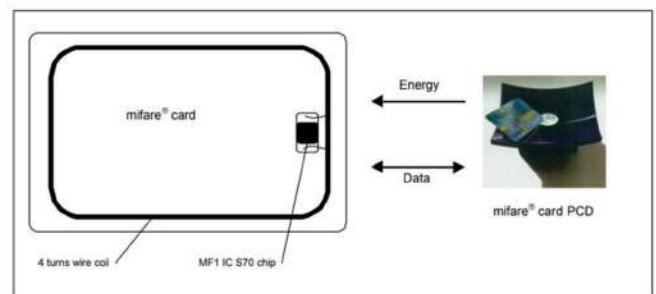 mifare® card
Energy
Data
mifare® card PCD
4 turns wire coil
MF1 IC S70 chip